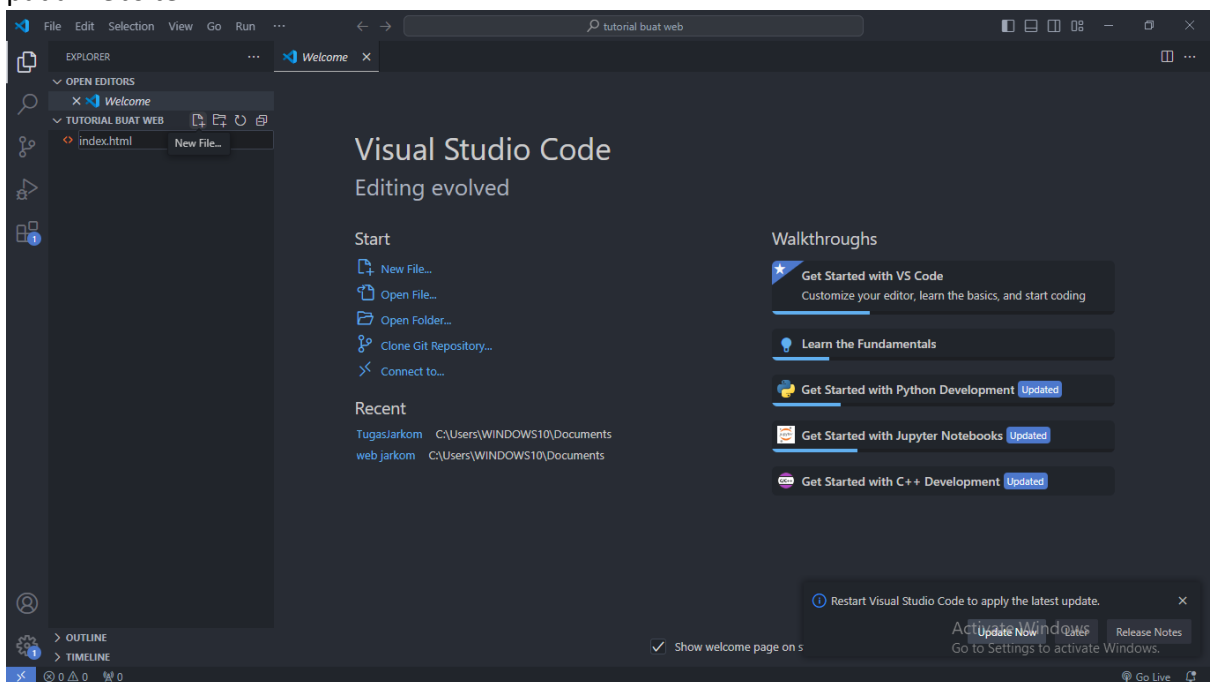 File Edit Selection View Go Run ··· tutorial buat web
EXPLORER ···
Welcome
OPEN EDITORS
Welcome
TUTORIAL BUAT WEB
index.html
New File...
Visual Studio Code
Editing evolved
Start
New File...
Open File...
Open Folder...
Clone Git Repository...
Connect to...
Recent
TugasJarkom C:\Users\WINDOWS10\Documents
web jarkom C:\Users\WINDOWS10\Documents
Walkthroughs
Get Started with VS Code
Customize your editor, learn the basics, and start coding
Learn the Fundamentals
Get Started with Python Development Updated
Get Started with Jupyter Notebooks Updated
Get Started with C++ Development Updated
Restart Visual Studio Code to apply the latest update.
Update Now Later Release Notes
Activate Windows
Go to Settings to activate Windows.
Show welcome page on s
1
1
OUTLINE
TIMELINE
0 0 0
Go Live